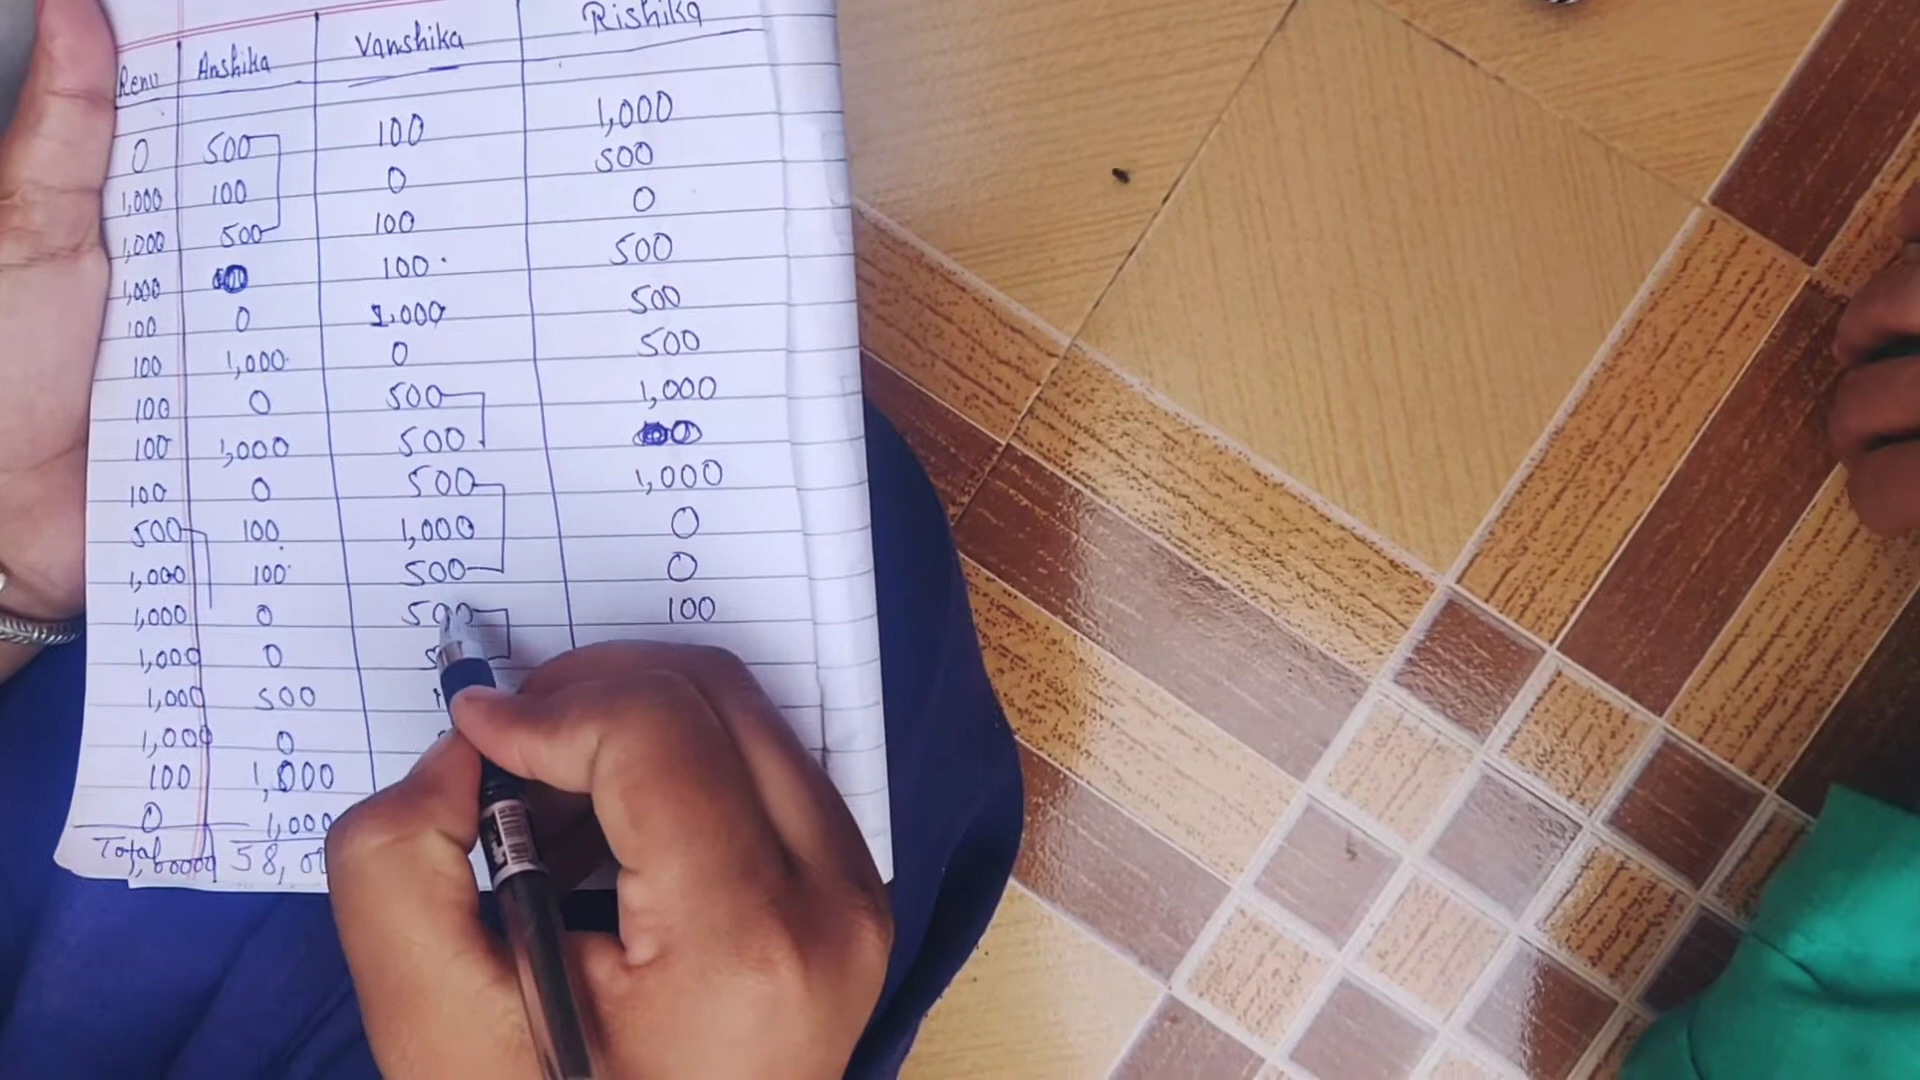 Renu Anshika Vanshika Rishika
0 500 100 1,000
1,000 100 0 500
1,000 500 100 0
1,000 100 500
100 0 1.000 500
100 1,000 0 500
100 0 500 1,000
100 1,000 500
100 0 500 1,000
500 100 1,000 0
1,000 100 500 0
1,000 0 500 100
1,000 0
1,000 500
1,000 0
100 1,000
0 1,000
Total 58,0